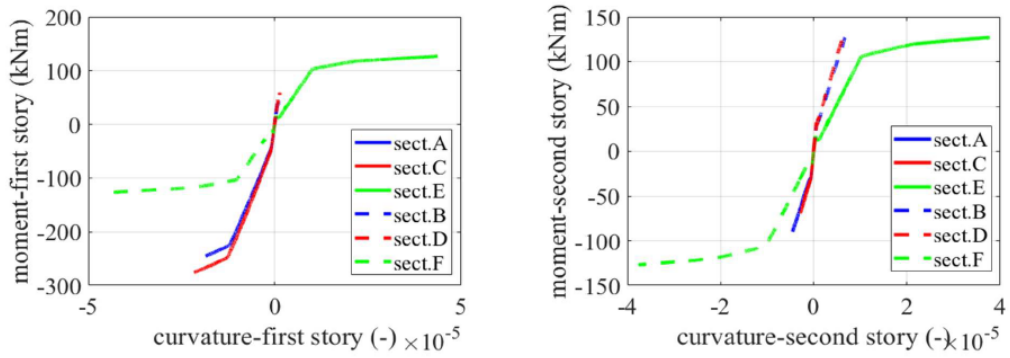 moment-first story (kNm)
200
100
0
-100
-200
-300
sect.A
sect.C
sect.E
sect.B
sect.D
sect.F
-5
0
5
curvature-first story (-)
×10⁻⁵
moment-second story (kNm)
150
100
50
0
-50
-100
-150
sect.A
sect.C
sect.E
sect.B
sect.D
sect.F
-4
-2
0
2
4
curvature-second story (-)
×10⁻⁵